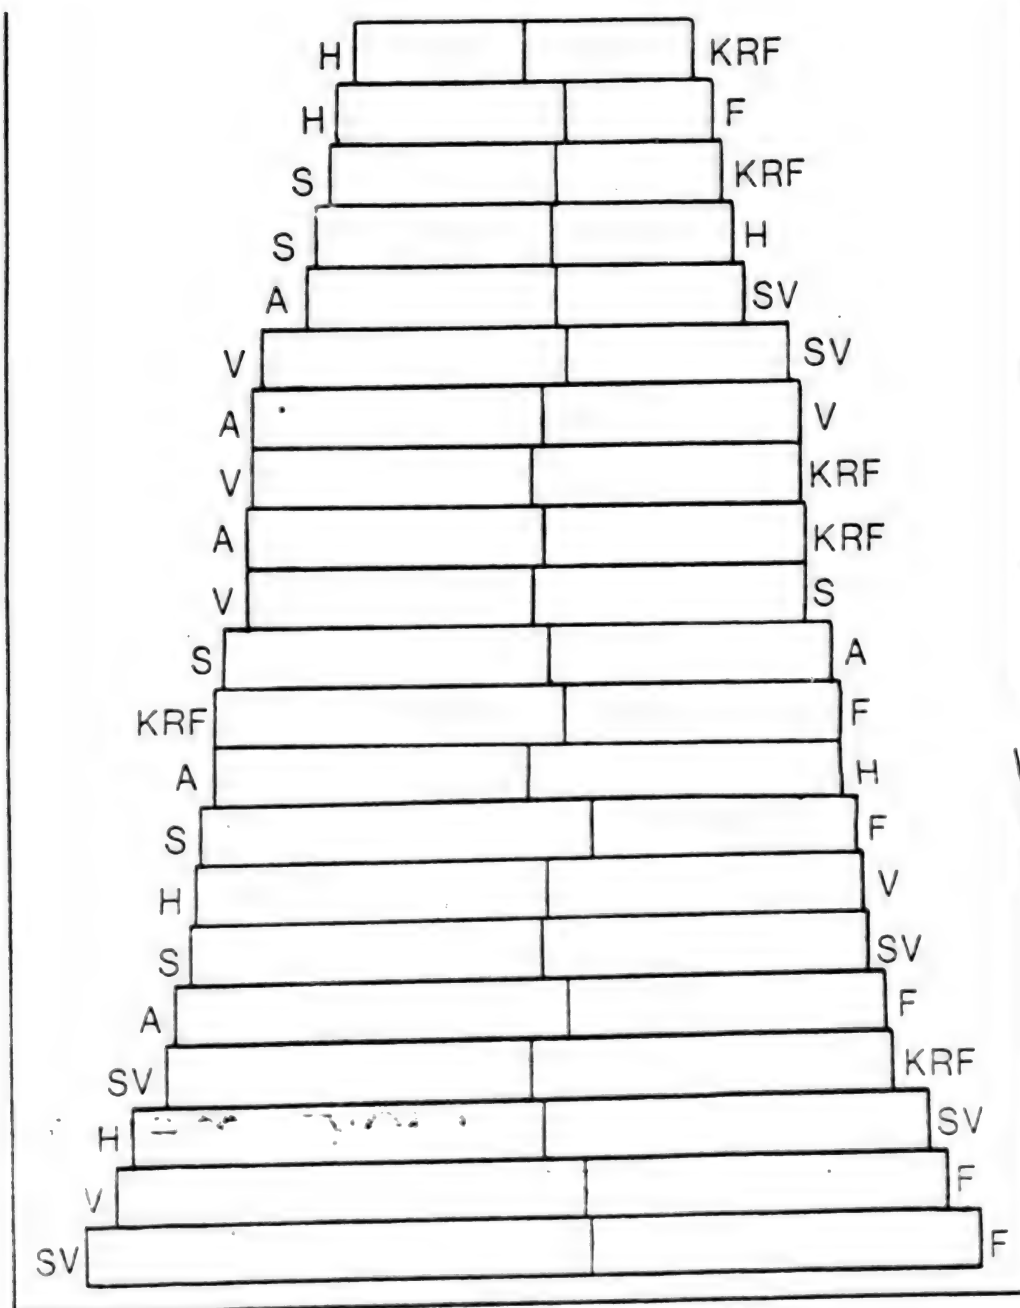 H KRF
H F
S KRF
S H
A SV
V SV
A V
V KRF
A KRF
V S
S A
KRF F
A H
S F
H V
S SV
A F
SV KRF
H SV
V F
SV F